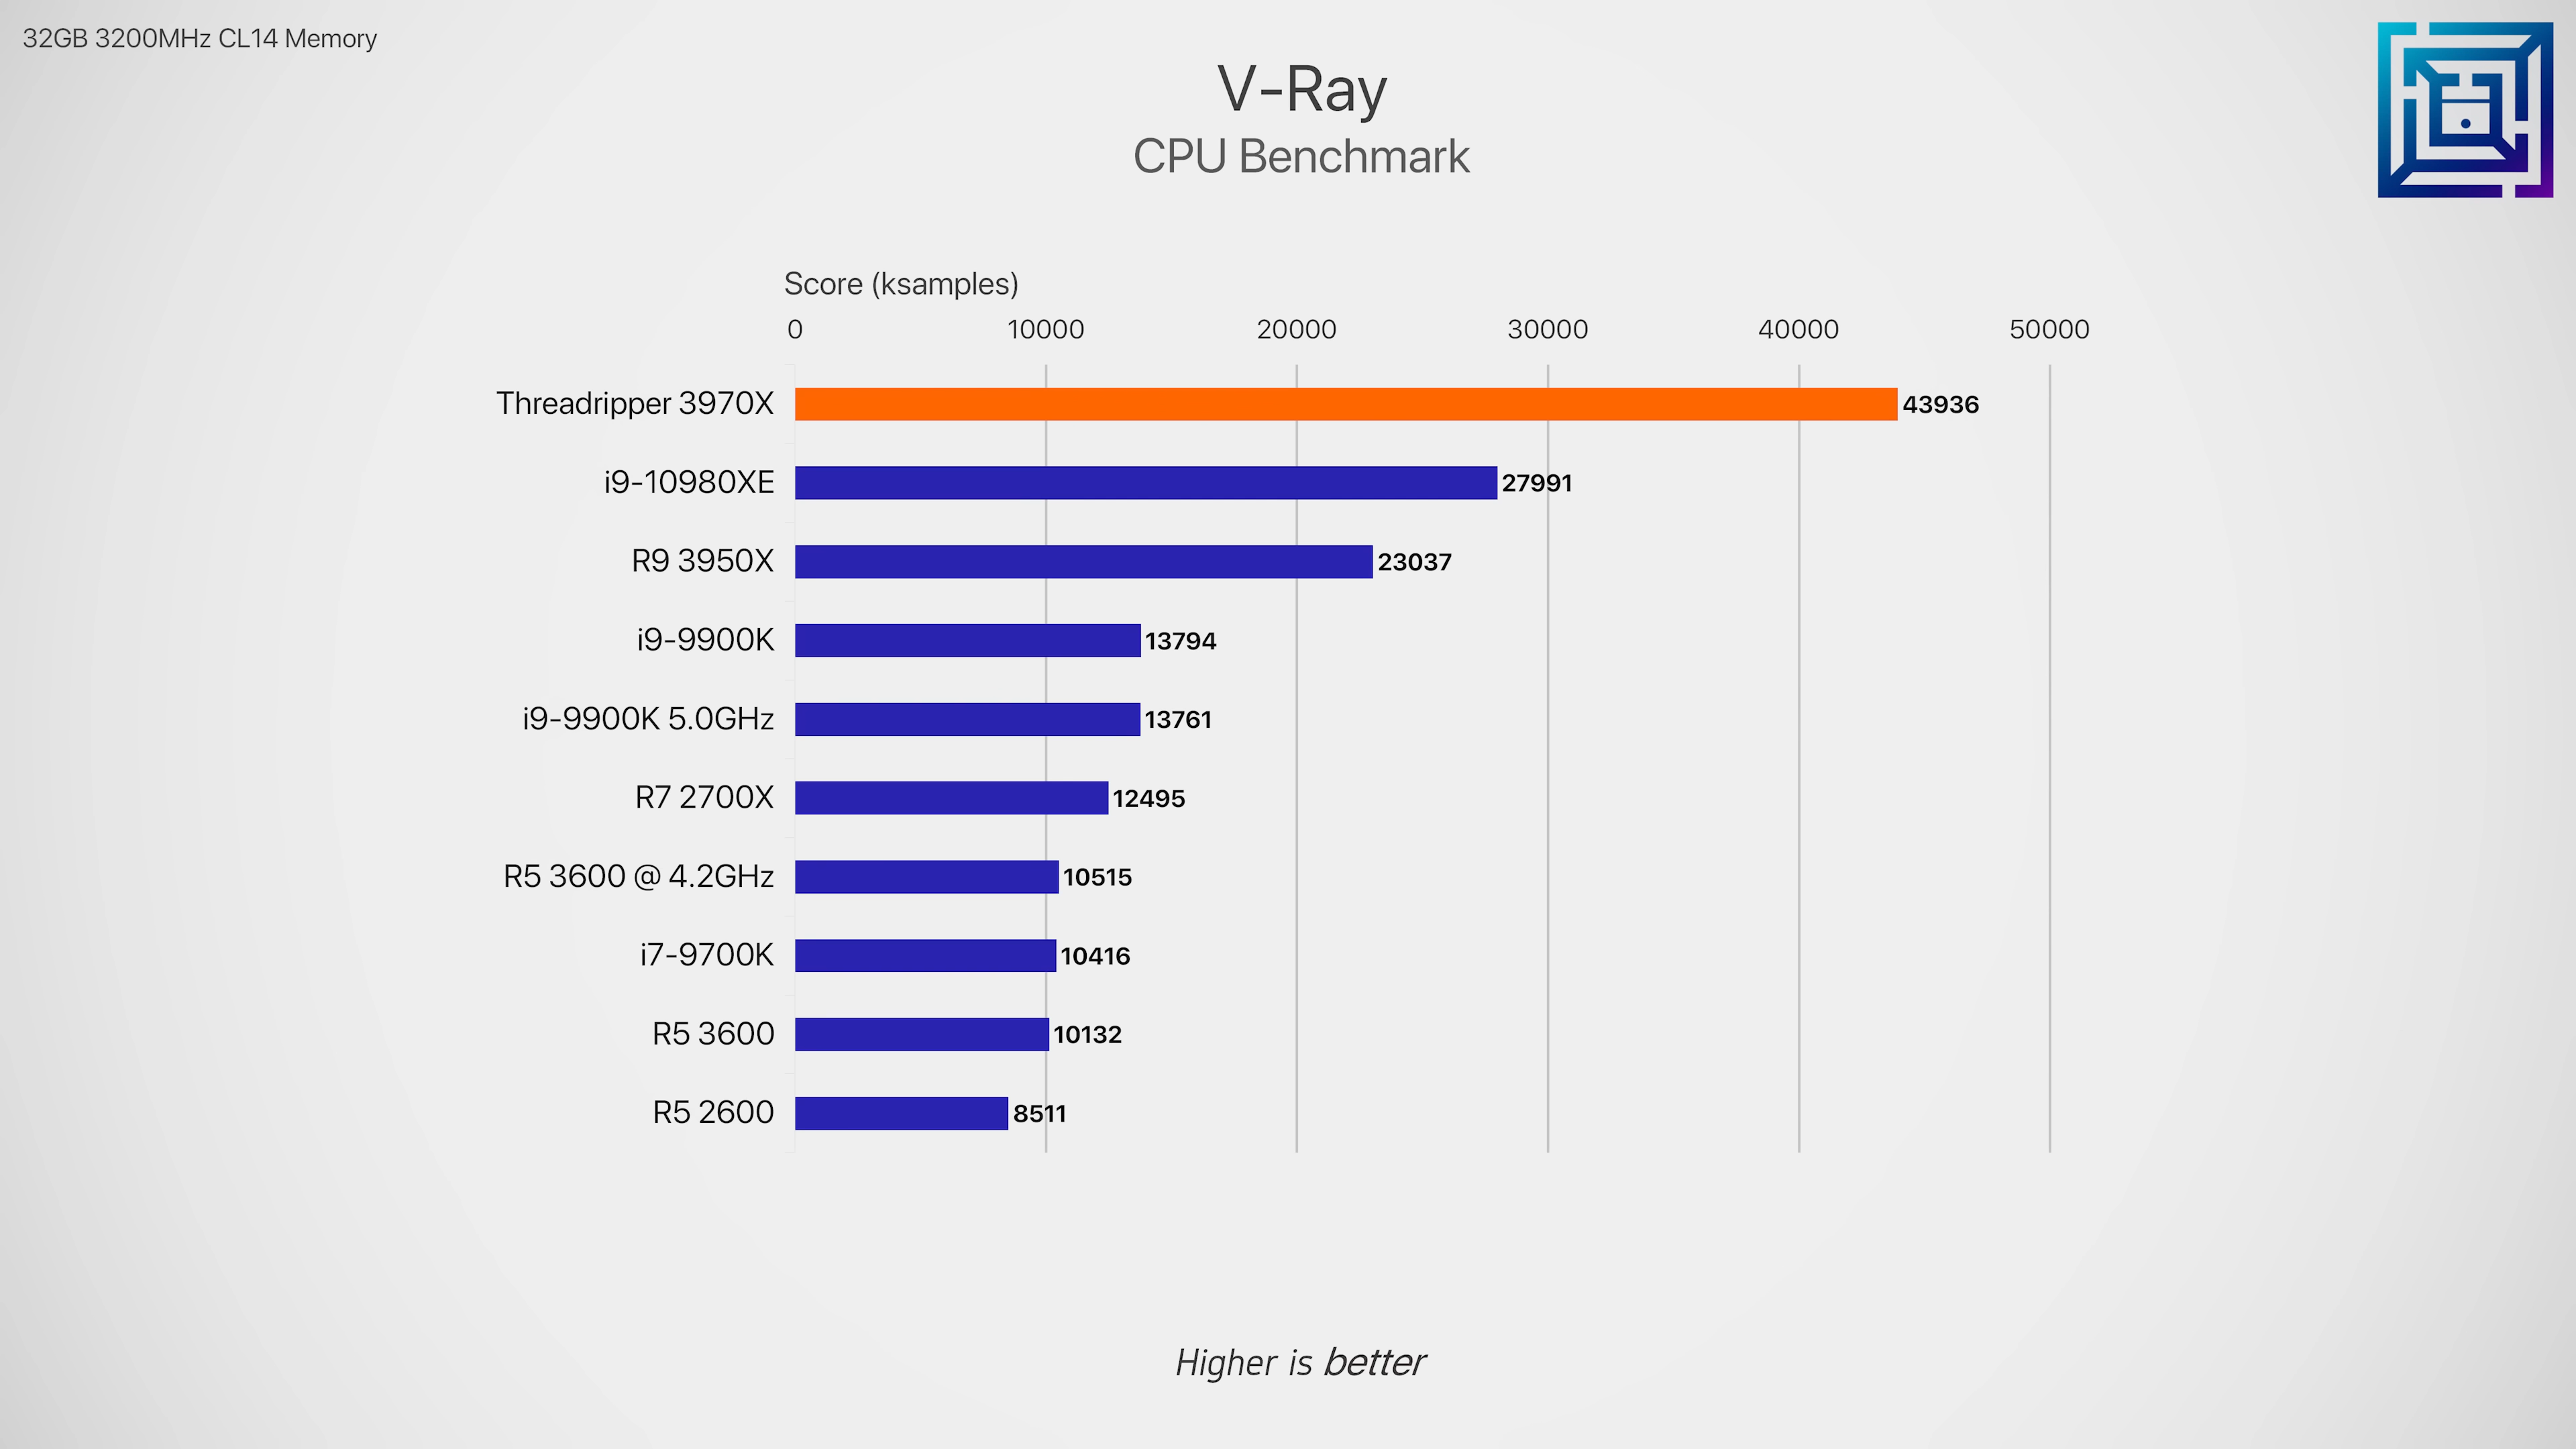 32GB 3200MHz CL14 Memory
V-Ray
CPU Benchmark
Score (ksamples)
0 10000 20000 30000 40000 50000
Threadripper 3970X 43936
i9-10980XE 27991
R9 3950X 23037
i9-9900K 13794
i9-9900K 5.0GHz 13761
R7 2700X 12495
R5 3600 @ 4.2GHz 10515
i7-9700K 10416
R5 3600 10132
R5 2600 8511
Higher is better